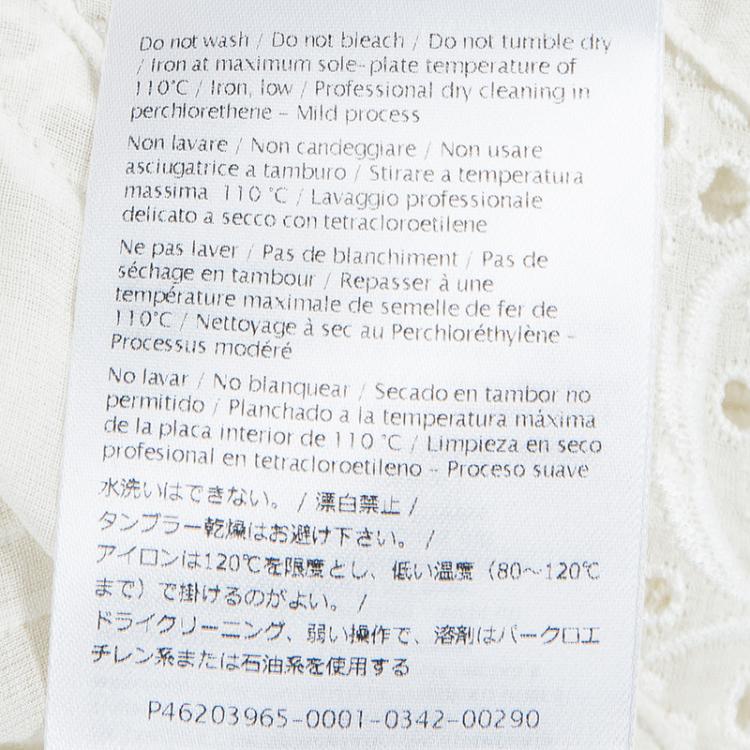 Do not wash / Do not bleach / Do not tumble dry
/ Iron at maximum sole-plate temperature of
110°C / Iron, low / Professional dry cleaning in
perchlorethene - Mild process
Non lavare / Non candeggiare / Non usare
asciugatrice a tamburo / Stirare a temperatura
massima 110 °C / Lavaggio professionale
delicato a secco con tetracloroetilene
Ne pas laver / Pas de blanchiment / Pas de
séchage en tambour / Repasser à une
température maximale de semelle de fer de
110°C / Nettoyage à sec au Perchloréthylène -
Processus modéré
No lavar / No blanquear / Secado en tambor no
permitido / Planchado a la temperatura máxima
de la placa interior de 110 °C / Limpieza en seco
profesional en tetracloroetileno - Proceso suave
水洗いはできない。 / 漂白禁止 /
タンブラー乾燥はお避け下さい。 /
アイロンは120℃を限度とし、低い温度（80～120℃
まで）で掛けるのがよい。 /
ドライクリーニング、弱い操作で、溶剤はパークロエ
チレン系または石油系を使用する
P46203965-0001-0342-00290